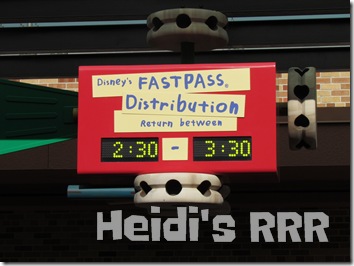 Disney's FASTPASS®
Distribution
Return between
2:30 - 3:30
Heidi's RRR